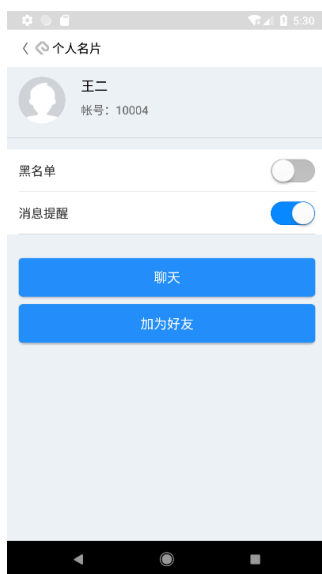 5:30
个人名片
王二
帐号：10004
黑名单
消息提醒
聊天
加为好友